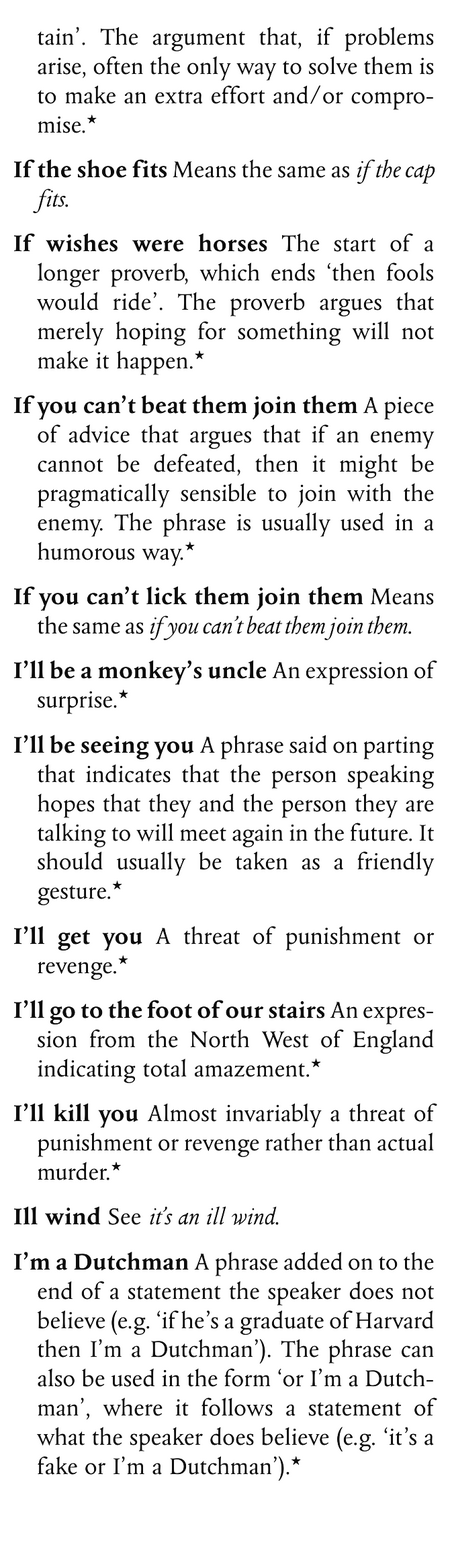 tain’. The argument that, if problems
arise, often the only way to solve them is
to make an extra effort and/or compro-
mise.★
If the shoe fits Means the same as if the cap
fits.
If wishes were horses The start of a
longer proverb, which ends ‘then fools
would ride’. The proverb argues that
merely hoping for something will not
make it happen.★
If you can’t beat them join them A piece
of advice that argues that if an enemy
cannot be defeated, then it might be
pragmatically sensible to join with the
enemy. The phrase is usually used in a
humorous way.★
If you can’t lick them join them Means
the same as if you can’t beat them join them.
I’ll be a monkey’s uncle An expression of
surprise.★
I’ll be seeing you A phrase said on parting
that indicates that the person speaking
hopes that they and the person they are
talking to will meet again in the future. It
should usually be taken as a friendly
gesture.★
I’ll get you A threat of punishment or
revenge.★
I’ll go to the foot of our stairs An expres-
sion from the North West of England
indicating total amazement.★
I’ll kill you Almost invariably a threat of
punishment or revenge rather than actual
murder.★
Ill wind See it’s an ill wind.
I’m a Dutchman A phrase added on to the
end of a statement the speaker does not
believe (e.g. ‘if he’s a graduate of Harvard
then I’m a Dutchman’). The phrase can
also be used in the form ‘or I’m a Dutch-
man’, where it follows a statement of
what the speaker does believe (e.g. ‘it’s a
fake or I’m a Dutchman’).★